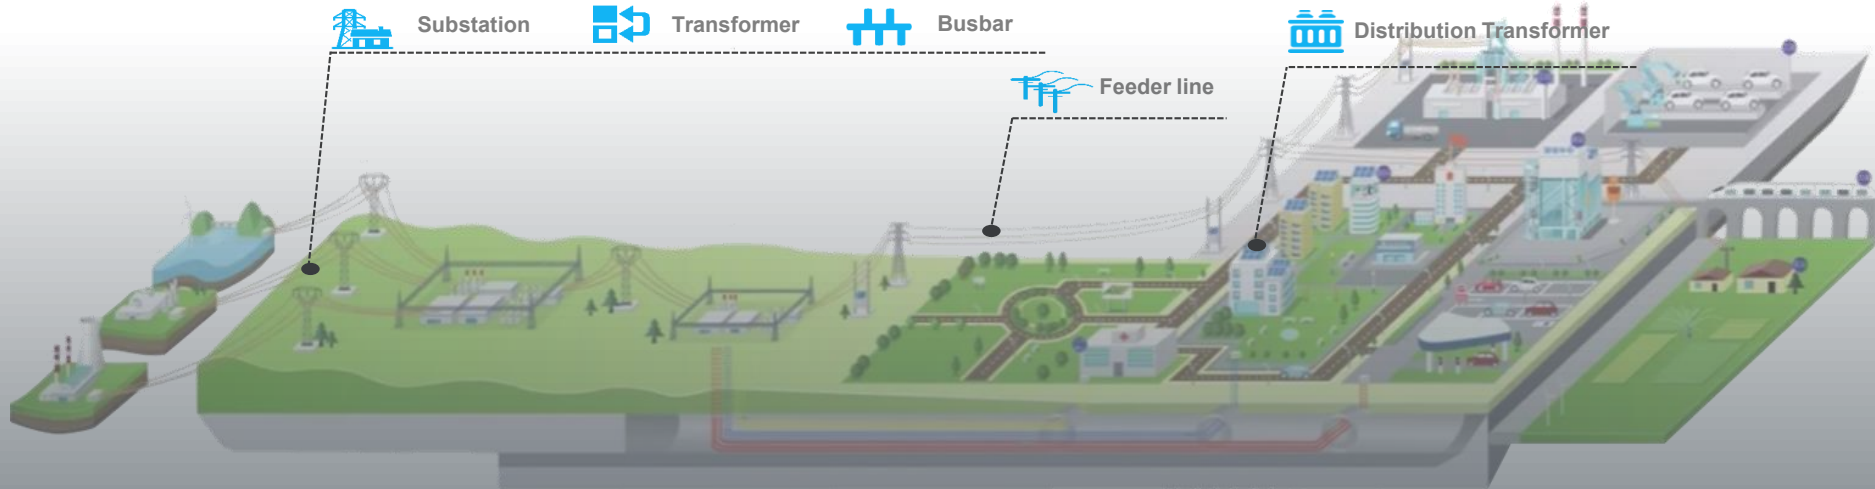 Substation
Transformer
Busbar
Distribution Transformer
Feeder line